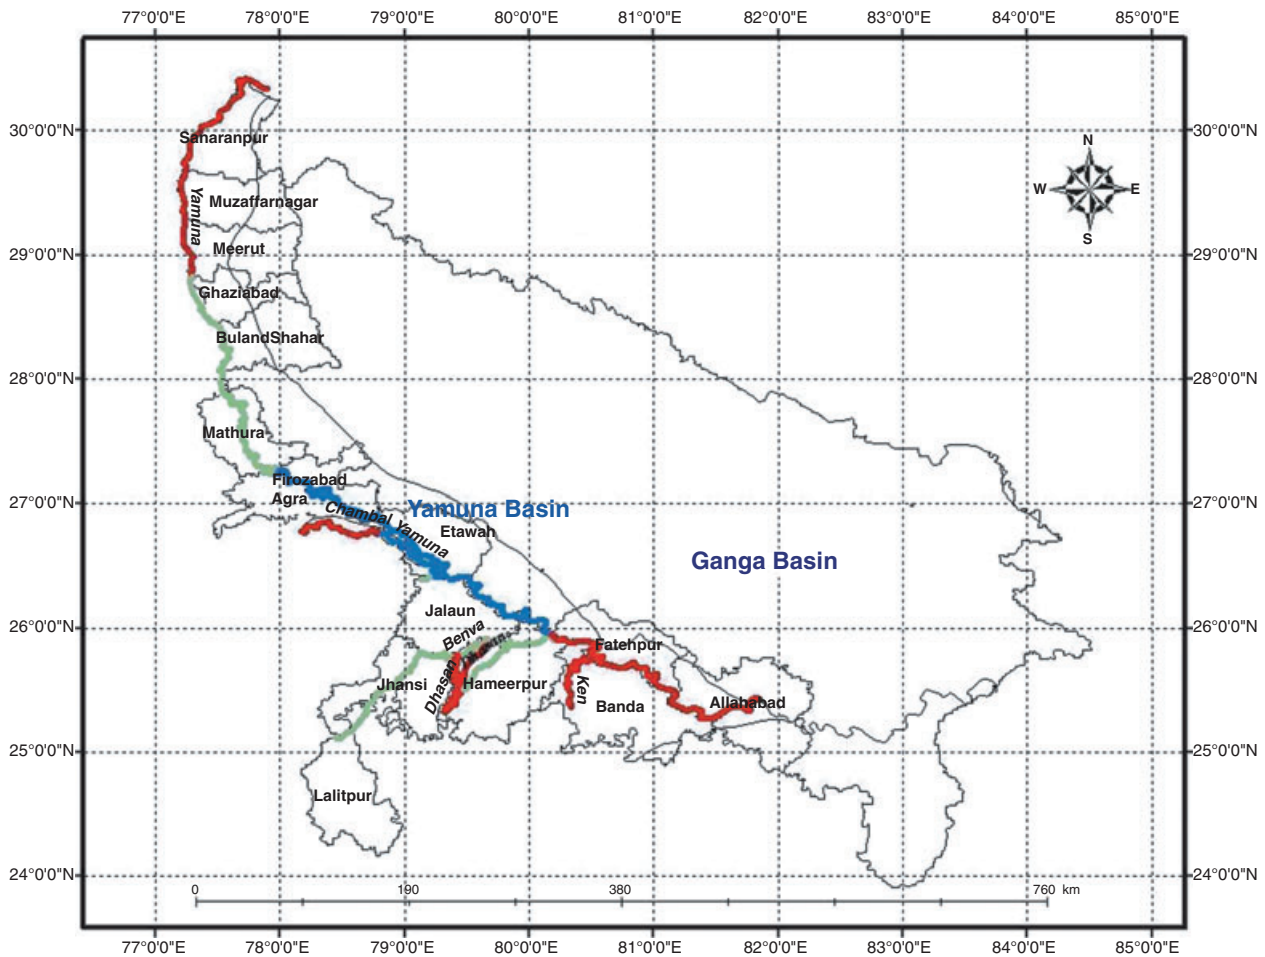 77°0'0"E 78°0'0"E 79°0'0"E 80°0'0"E 81°0'0"E 82°0'0"E 83°0'0"E 84°0'0"E 85°0'0"E
30°0'0"N 30°0'0"N
N
W E
S
Sanaranpur
Yamuna
Muzaffarnagar
Meerut
29°0'0"N 29°0'0"N
Ghaziabad
BulandShahar
28°0'0"N 28°0'0"N
Mathura
Firozabad
Agra
27°0'0"N 27°0'0"N
Chambal Yamuna
Yamuna Basin
Etawah
Ganga Basin
Jalaun
26°0'0"N 26°0'0"N
Benva
Fatehpur
Jhansi
Dhasan
Hameerpur
Ken
Banda
Allahabad
25°0'0"N 25°0'0"N
Lalitpur
24°0'0"N 24°0'0"N
0 190 380 760 km
77°0'0"E 78°0'0"E 79°0'0"E 80°0'0"E 81°0'0"E 82°0'0"E 83°0'0"E 84°0'0"E 85°0'0"E